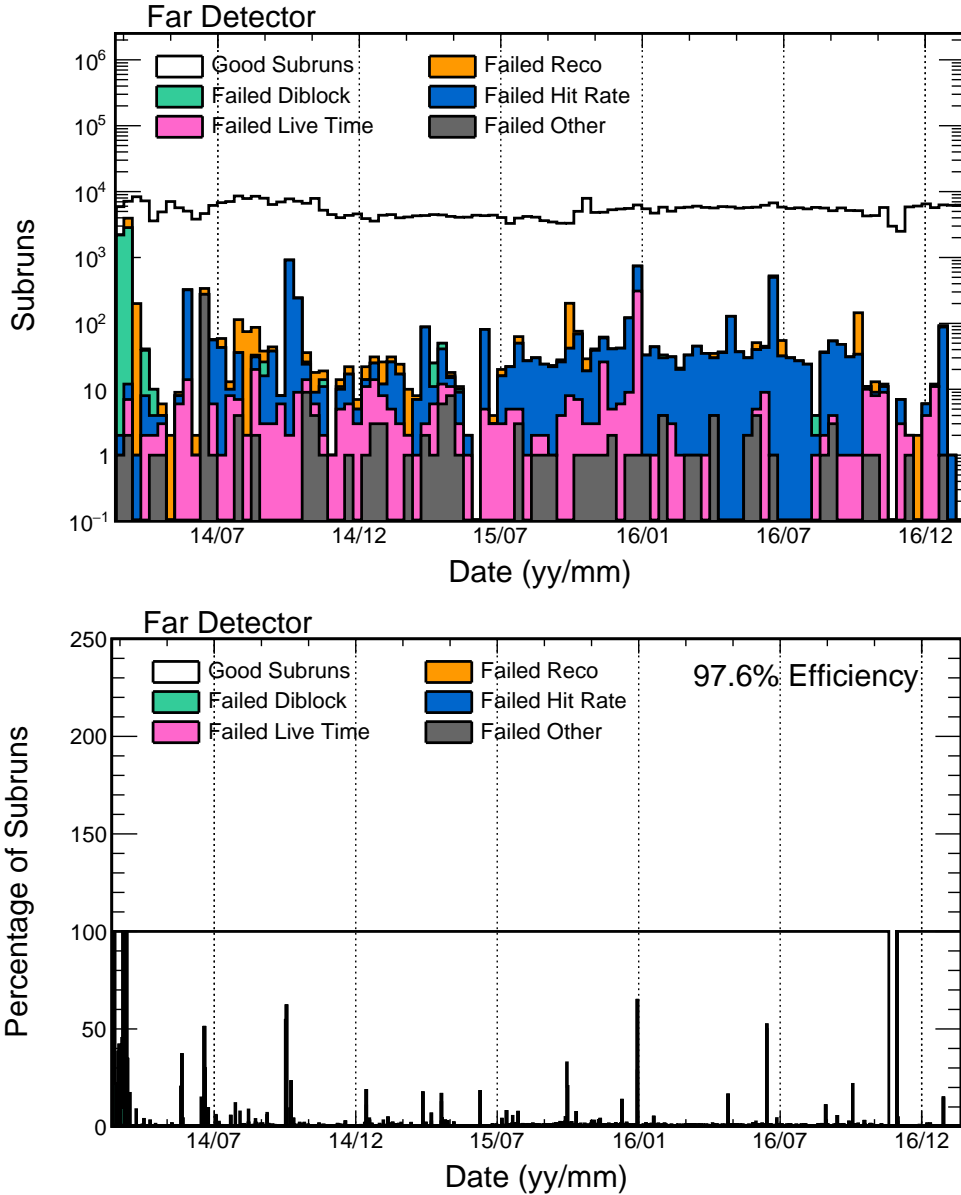 Far Detector
Good Subruns
Failed Reco
Failed Diblock
Failed Hit Rate
Failed Live Time
Failed Other
10^6
10^5
10^4
10^3
10^2
10
1
10^−1
Subruns
14/07 14/12 15/07 16/01 16/07 16/12
Date (yy/mm)
Far Detector
Good Subruns
Failed Reco
97.6% Efficiency
Failed Diblock
Failed Hit Rate
Failed Live Time
Failed Other
250
200
150
100
50
0
Percentage of Subruns
14/07 14/12 15/07 16/01 16/07 16/12
Date (yy/mm)